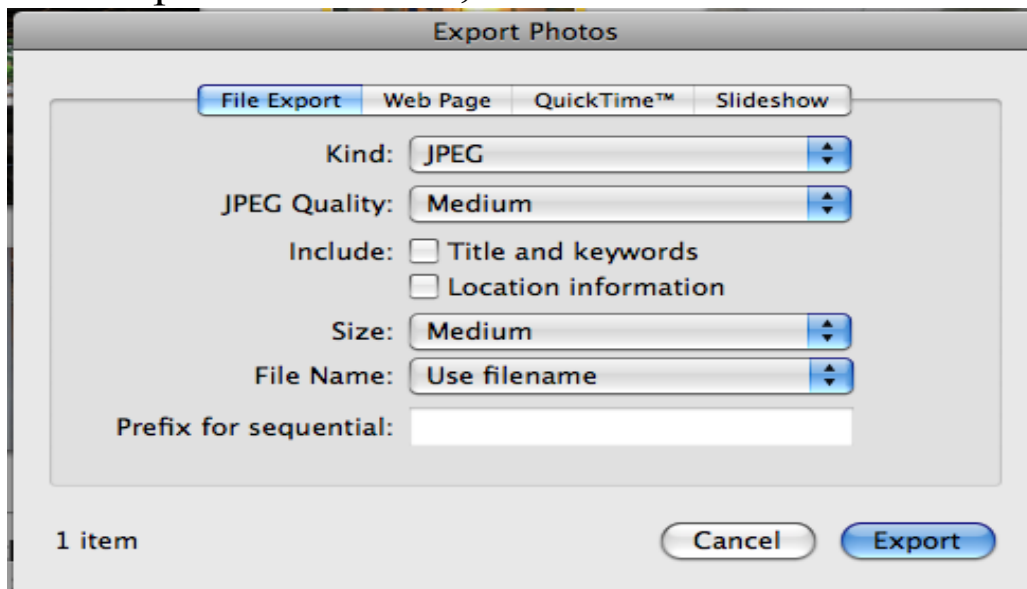 Export Photos
File Export Web Page QuickTime™ Slideshow
Kind: JPEG
JPEG Quality: Medium
Include: Title and keywords
Location information
Size: Medium
File Name: Use filename
Prefix for sequential:
1 item Cancel Export